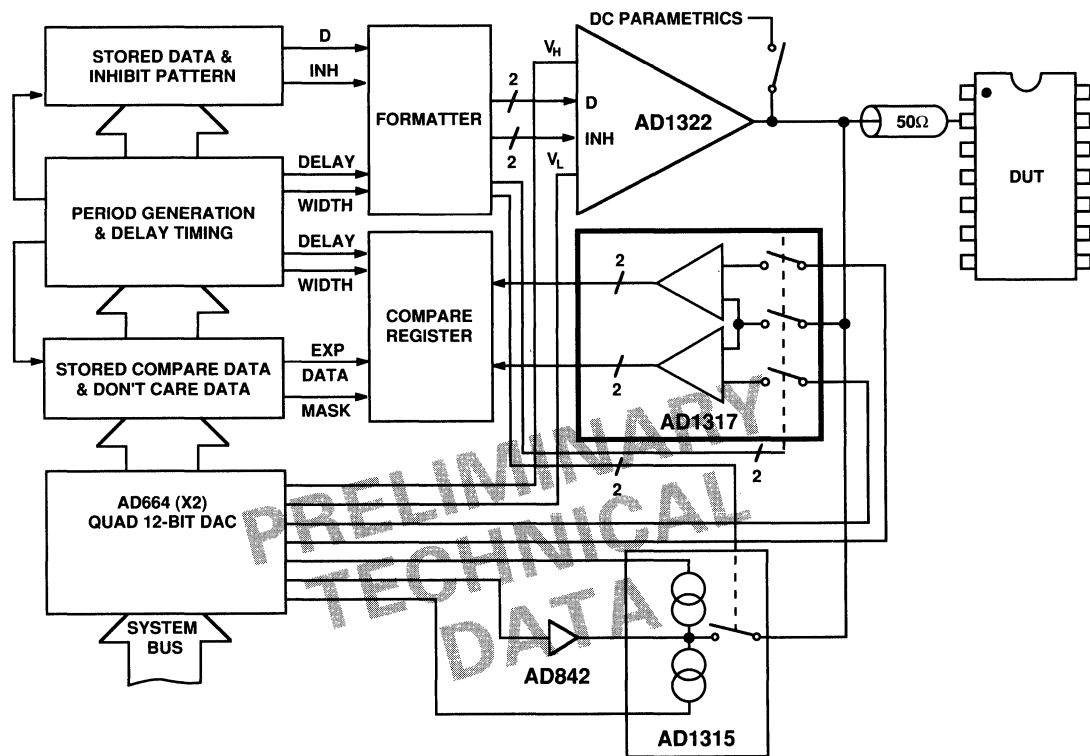 DC PARAMETRICS
STORED DATA &
INHIBIT PATTERN
D
INH
FORMATTER
VH
2
D
AD1322
INH
2
VL
50Ω
DUT
PERIOD GENERATION
& DELAY TIMING
DELAY
WIDTH
DELAY
WIDTH
COMPARE
REGISTER
2
2
AD1317
STORED COMPARE DATA
& DON'T CARE DATA
EXP
DATA
MASK
2
2
AD664 (X2)
QUAD 12-BIT DAC
SYSTEM
BUS
AD842
AD1315
PRELIMINARY
TECHNICAL
DATA